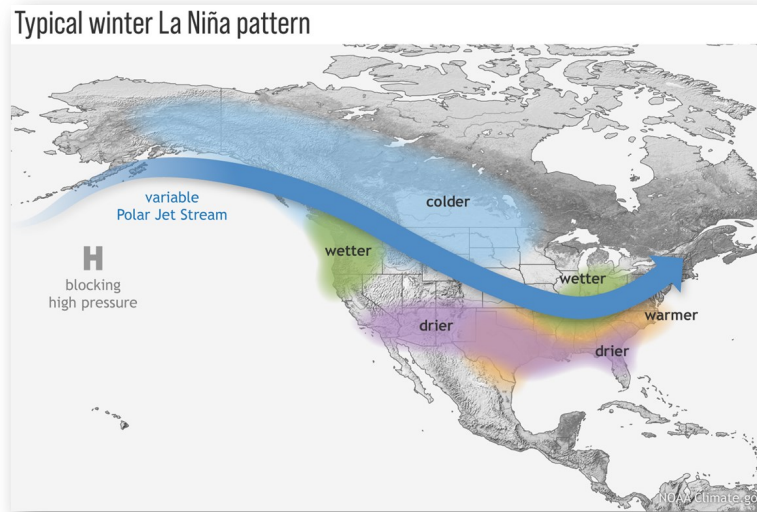 Typical winter La Niña pattern
variable
Polar Jet Stream
colder
wetter
H
blocking
high pressure
wetter
warmer
drier
drier
NOAA Climate.go